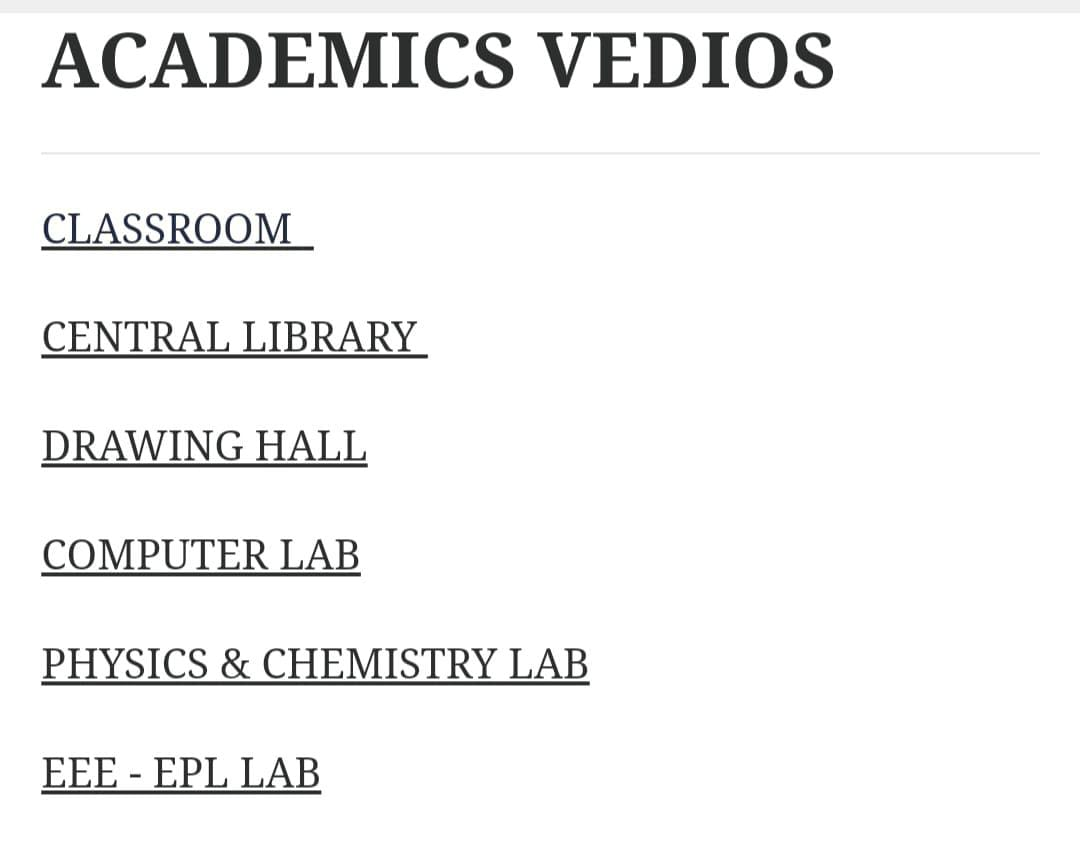 ACADEMICS VEDIOS
CLASSROOM
CENTRAL LIBRARY
DRAWING HALL
COMPUTER LAB
PHYSICS & CHEMISTRY LAB
EEE - EPL LAB